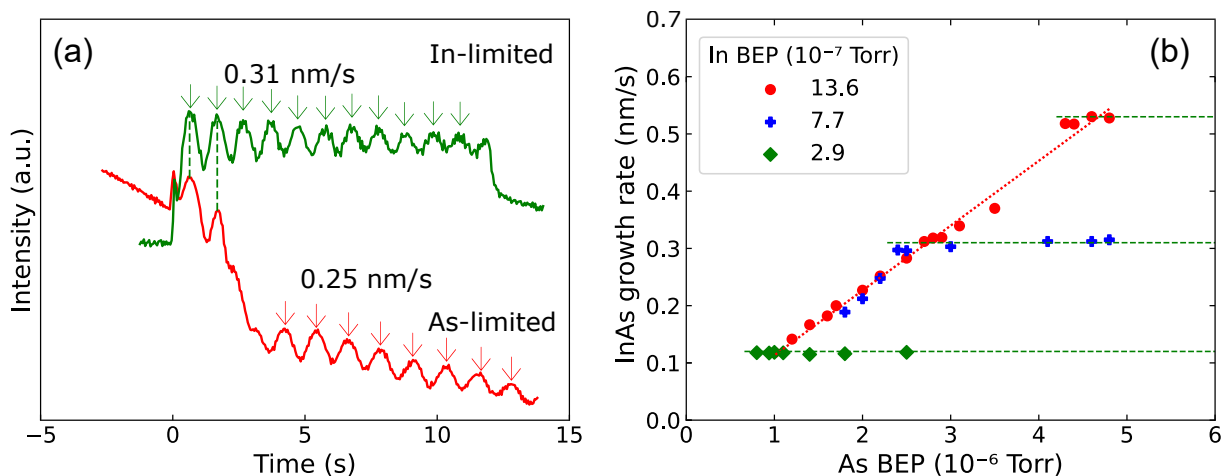 (a)
In-limited
0.31 nm/s
0.25 nm/s
As-limited
Intensity (a.u.)
−5 0 5 10 15
Time (s)
(b)
In BEP (10⁻⁷ Torr)
13.6
7.7
2.9
InAs growth rate (nm/s)
0.7
0.6
0.5
0.4
0.3
0.2
0.1
0.0
0 1 2 3 4 5 6
As BEP (10⁻⁶ Torr)